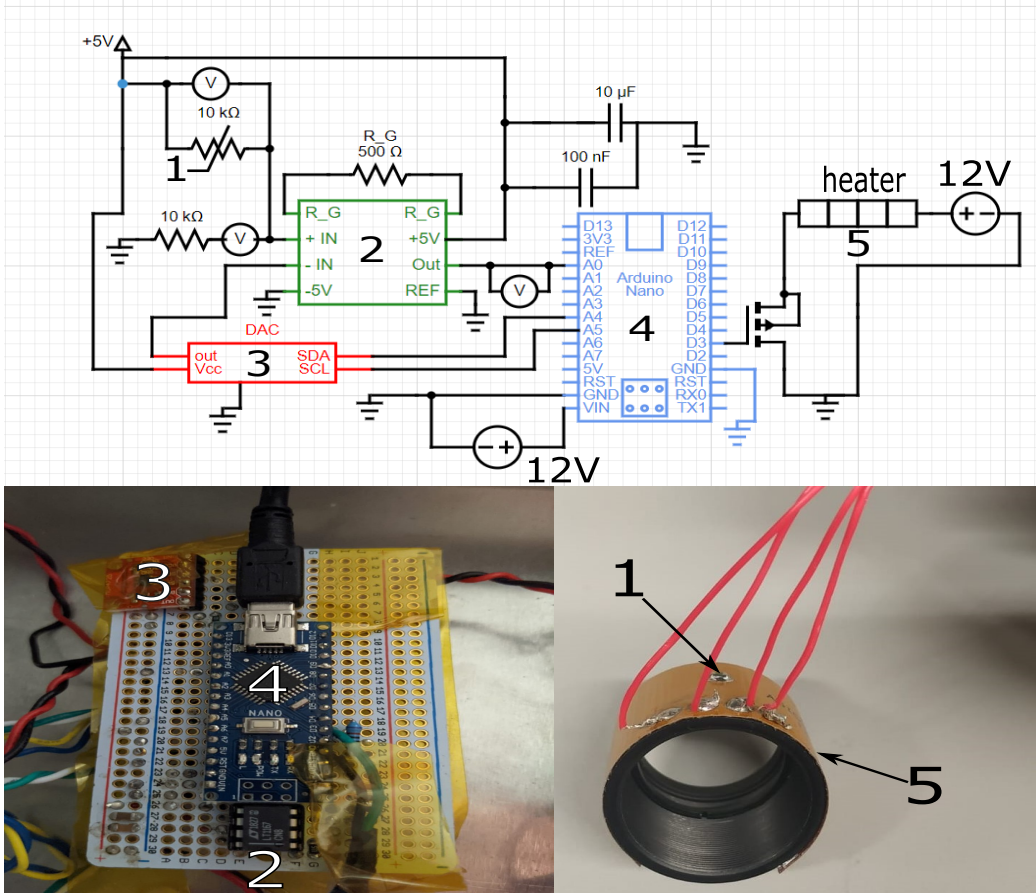 +5V
V
10 kΩ
1
R_G
500 Ω
10 μF
100 nF
heater
12V
5
10 kΩ
V
R_G R_G
+ IN +5V
- IN Out
-5V REF
2
V
DAC
out SDA
Vcc SCL
3
D13 D12
3V3 D11
REF D10
A0 D9
A1 D8
A2 D7
A3 D6
A4 D5
A5 D4
A6 D3
A7 D2
5V GND
RST RST
GND RX0
VIN TX1
Arduino
Nano
4
12V
3
4
NANO
2
1
5